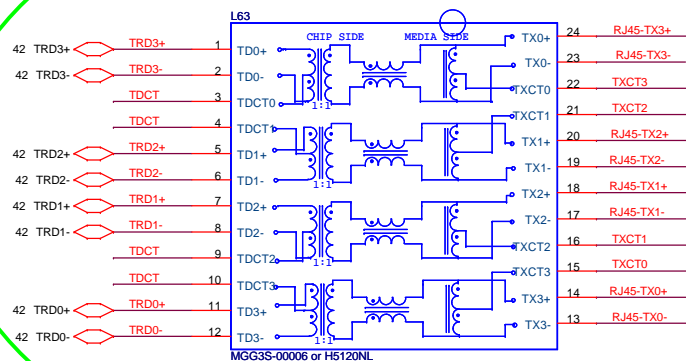 L63
CHIP SIDE MEDIA SIDE
42 TRD3+ TRD3+ 1 TD0+ TX0+ 24 RJ45-TX3+
42 TRD3- TRD3- 2 TD0- TX0- 23 RJ45-TX3-
TDCT 3 TDCT0 1:1 TXCT0 22 TXCT3
TDCT 4 TDCT1 TXCT1 21 TXCT2
42 TRD2+ TRD2+ 5 TD1+ TX1+ 20 RJ45-TX2+
42 TRD2- TRD2- 6 TD1- 1:1 TX1- 19 RJ45-TX2-
42 TRD1+ TRD1+ 7 TD2+ TX2+ 18 RJ45-TX1+
42 TRD1- TRD1- 8 TD2- TX2- 17 RJ45-TX1-
TDCT 9 TDCT2 1:1 TXCT2 16 TXCT1
TDCT 10 TDCT3 TXCT3 15 TXCT0
42 TRD0+ TRD0+ 11 TD3+ TX3+ 14 RJ45-TX0+
42 TRD0- TRD0- 12 TD3- 1:1 TX3- 13 RJ45-TX0-
MGG3S-00006 or H5120NL